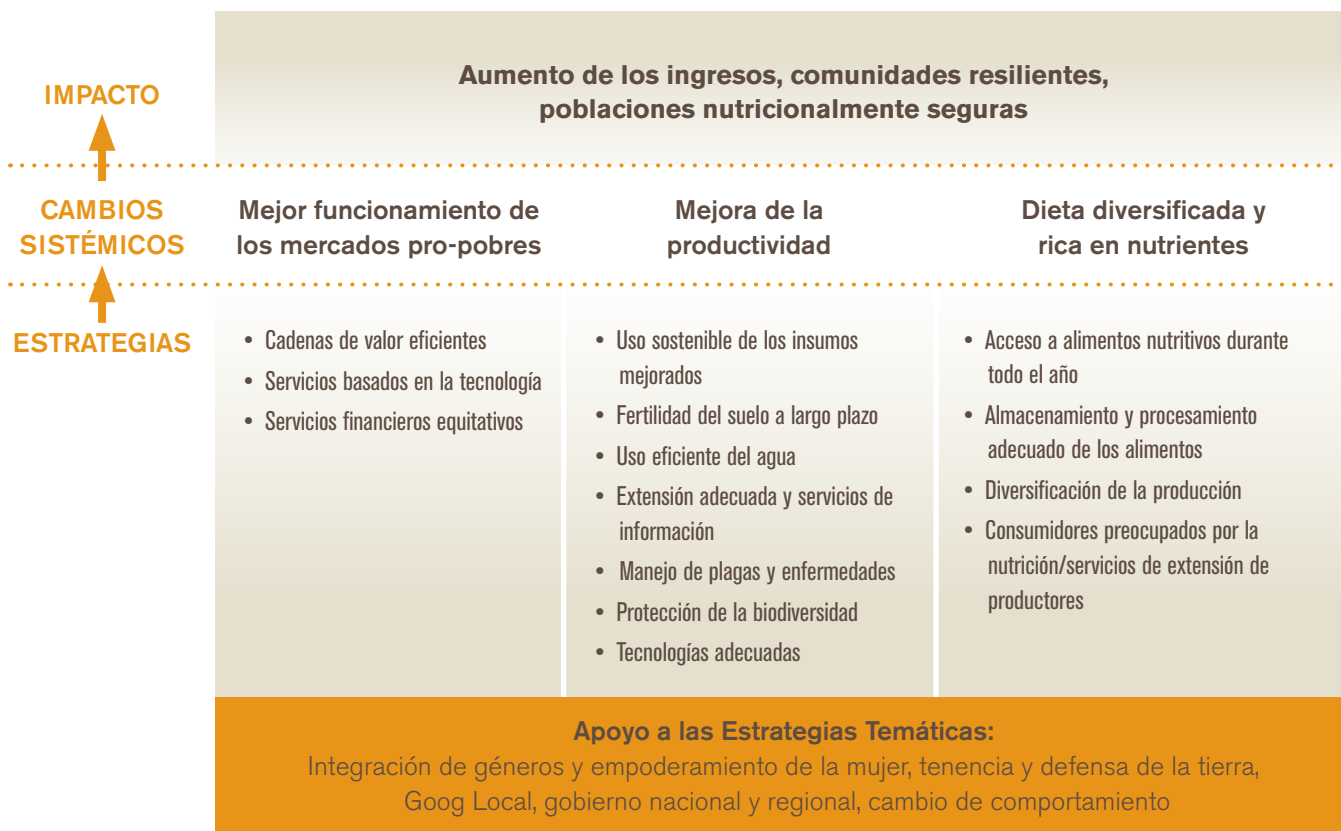 IMPACTO
Aumento de los ingresos, comunidades resilientes,
poblaciones nutricionalmente seguras
CAMBIOS
SISTÉMICOS
Mejor funcionamiento de
los mercados pro-pobres
Mejora de la
productividad
Dieta diversificada y
rica en nutrientes
ESTRATEGIAS
• Cadenas de valor eficientes
• Servicios basados en la tecnología
• Servicios financieros equitativos
• Uso sostenible de los insumos
mejorados
• Fertilidad del suelo a largo plazo
• Uso eficiente del agua
• Extensión adecuada y servicios de
información
• Manejo de plagas y enfermedades
• Protección de la biodiversidad
• Tecnologías adecuadas
• Acceso a alimentos nutritivos durante
todo el año
• Almacenamiento y procesamiento
adecuado de los alimentos
• Diversificación de la producción
• Consumidores preocupados por la
nutrición/servicios de extensión de
productores
Apoyo a las Estrategias Temáticas:
Integración de géneros y empoderamiento de la mujer, tenencia y defensa de la tierra,
Goog Local, gobierno nacional y regional, cambio de comportamiento